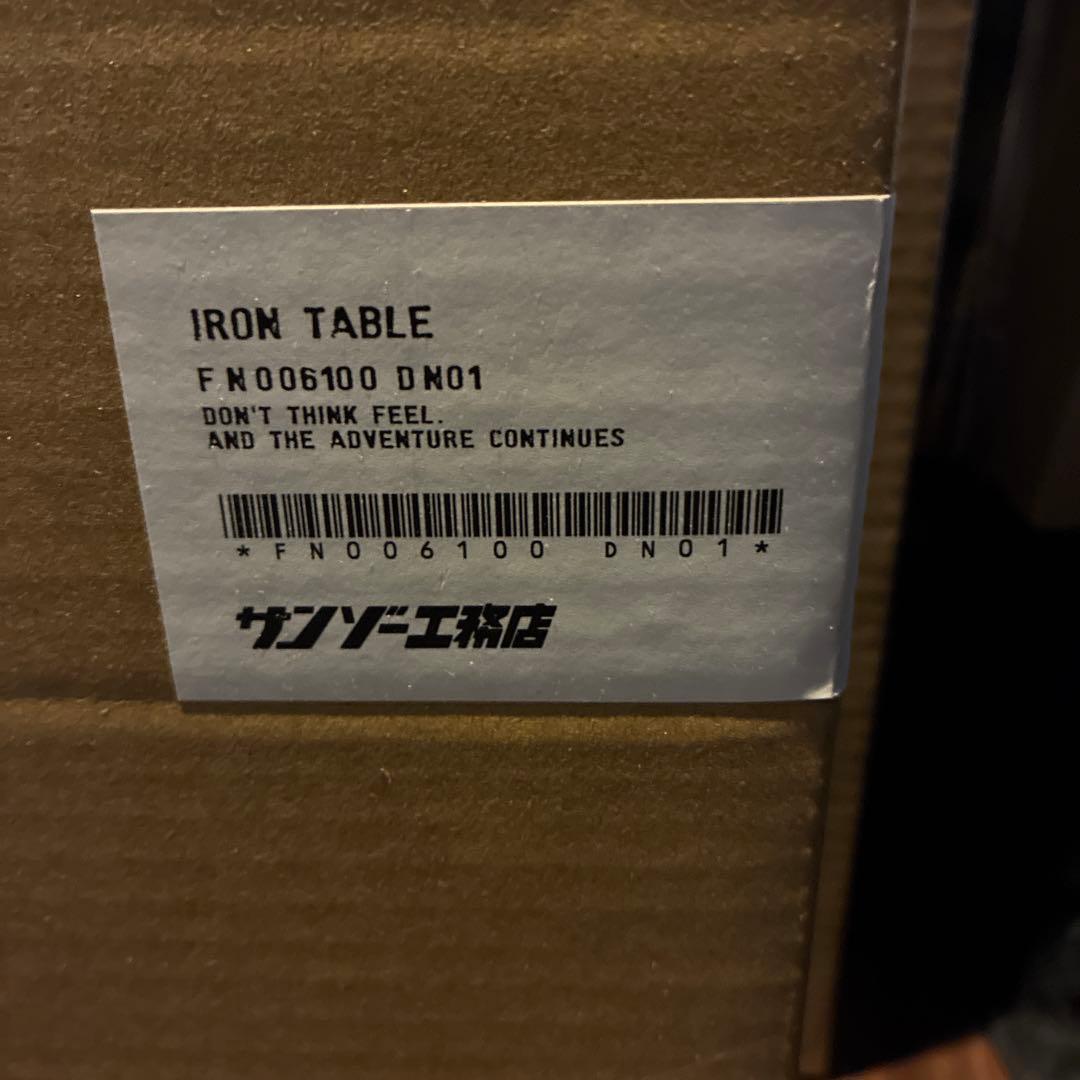 IRON TABLE
FN006100 DN01
DON'T THINK FEEL.
AND THE ADVENTURE CONTINUES
*FN006100 DN01*
サンゾー工務店